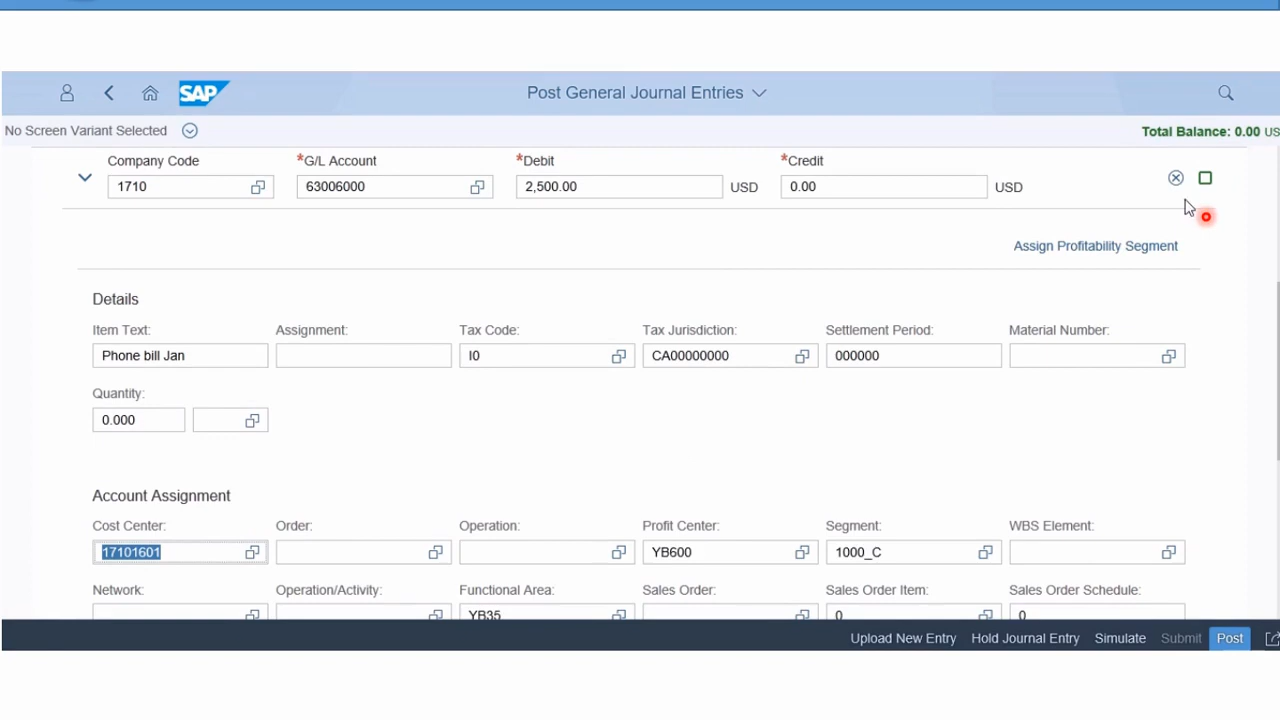 SAP
Post General Journal Entries
No Screen Variant Selected
Total Balance: 0.00 US
Company Code *G/L Account *Debit *Credit
1710 63006000 2,500.00 USD 0.00 USD
Assign Profitability Segment
Details
Item Text: Assignment: Tax Code: Tax Jurisdiction: Settlement Period: Material Number:
Phone bill Jan I0 CA00000000 000000
Quantity:
0.000
Account Assignment
Cost Center: Order: Operation: Profit Center: Segment: WBS Element:
17101601 YB600 1000_C
Network: Operation/Activity: Functional Area: Sales Order: Sales Order Item: Sales Order Schedule:
YB35 0 0
Upload New Entry Hold Journal Entry Simulate Submit Post